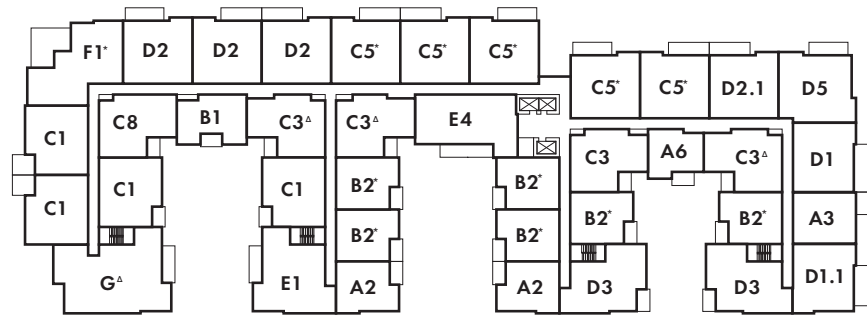 F1* D2 D2 D2 C5* C5* C5*
C5* C5* D2.1 D5
C8 B1 C3Δ C3Δ E4
C1 C3 A6 C3Δ D1
C1 C1 B2* B2*
C1 B2* B2* B2* B2* A3
GΔ E1 A2 A2 D3 D3 D1.1